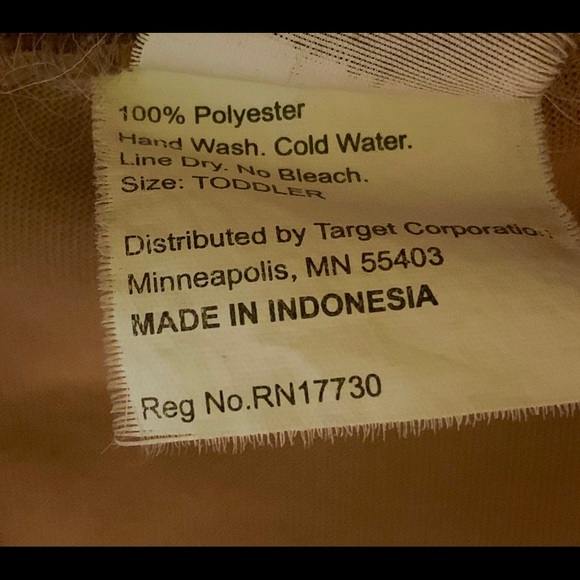 100% Polyester
Hand Wash. Cold Water.
Line Dry. No Bleach.
Size: TODDLER
Distributed by Target Corporation,
Minneapolis, MN 55403
MADE IN INDONESIA
Reg No.RN17730